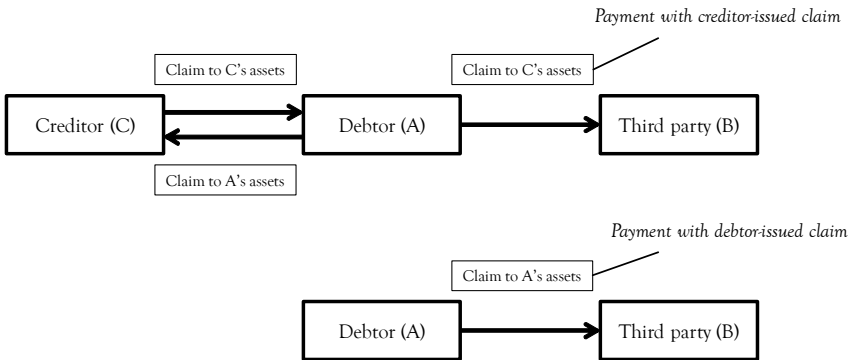 Payment with creditor-issued claim
Claim to C's assets
Claim to C's assets
Creditor (C)
Debtor (A)
Third party (B)
Claim to A's assets
Payment with debtor-issued claim
Claim to A's assets
Debtor (A)
Third party (B)